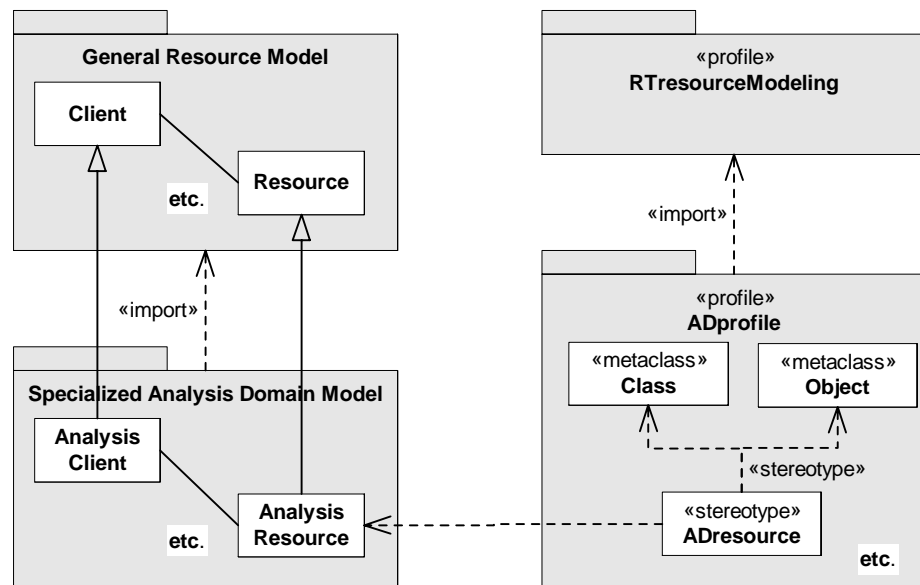 General Resource Model
Client
Resource
etc.
«import»
Specialized Analysis Domain Model
Analysis
Client
Analysis
Resource
etc.
«profile»
RTresourceModeling
«import»
«profile»
ADprofile
«metaclass»
Class
«metaclass»
Object
«stereotype»
«stereotype»
ADresource
etc.